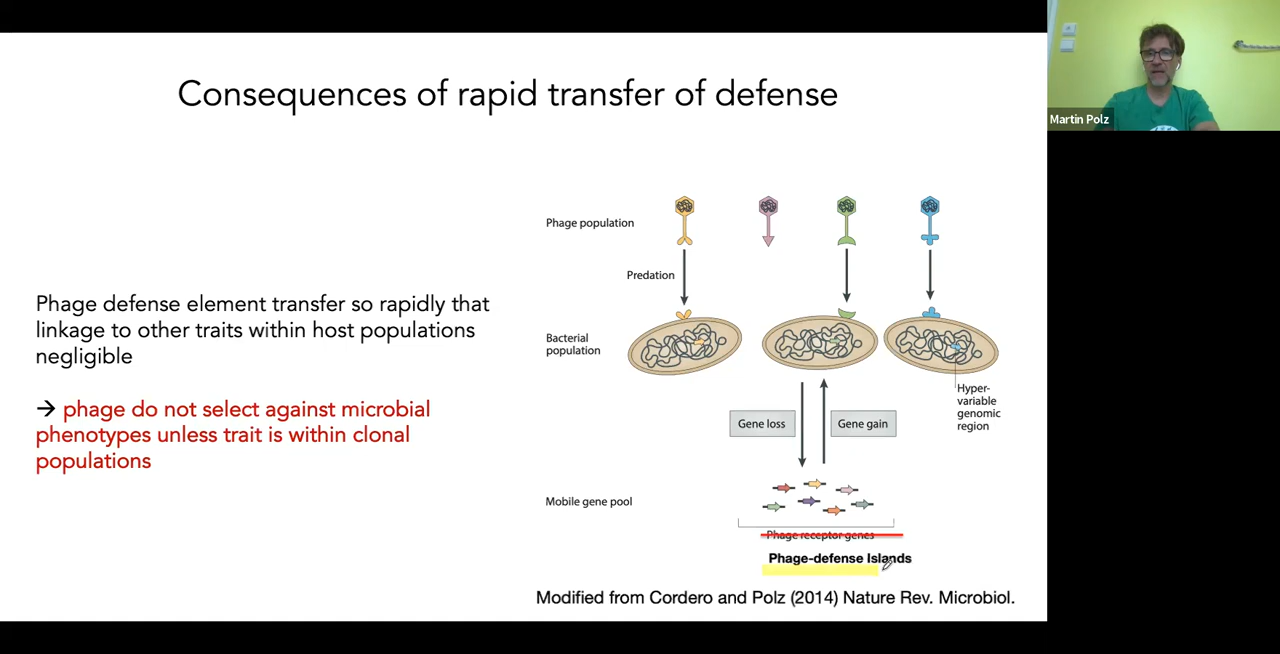 Consequences of rapid transfer of defense
Martin Polz
Phage defense element transfer so rapidly that
linkage to other traits within host populations
negligible
→ phage do not select against microbial
phenotypes unless trait is within clonal
populations
Phage population
Predation
Bacterial
population
Hyper-
variable
genomic
region
Gene loss
Gene gain
Mobile gene pool
Phage receptor genes
Phage-defense Islands
Modified from Cordero and Polz (2014) Nature Rev. Microbiol.